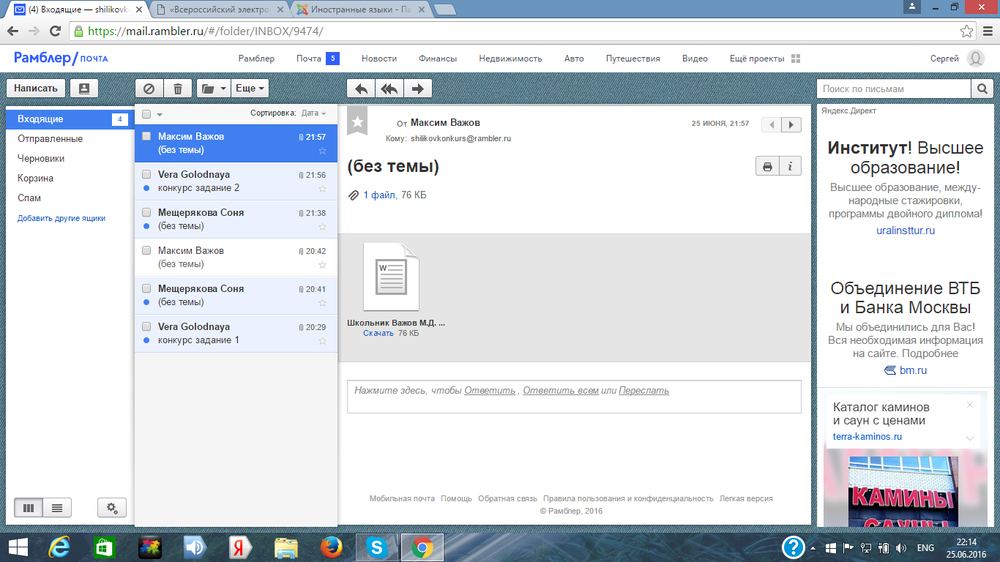 (4) Входящие — shilikovk
«Всероссийский электро
Иностранные языки - Па
https://mail.rambler.ru/#/folder/INBOX/9474/
Рамблер/ПОЧТА
Рамблер
Почта 5
Новости
Финансы
Недвижимость
Авто
Путешествия
Видео
Ещё проекты
Сергей
Написать
Еще
Поиск по письмам
Входящие 4
Отправленные
Черновики
Корзина
Спам
Добавить другие ящики
Сортировка: Дата
Максим Важов 21:57
(без темы)
Vera Golodnaya 21:56
конкурс задание 2
Мещерякова Соня 21:38
(без темы)
Максим Важов 20:42
(без темы)
Мещерякова Соня 20:41
(без темы)
Vera Golodnaya 20:29
конкурс задание 1
От Максим Важов
25 ИЮНЯ, 21:57
Кому: shilikovkonkurs@rambler.ru
(без темы)
i
1 файл, 76 КБ
W
Школьник Важов М.Д. ...
Скачать 76 КБ
Нажмите здесь, чтобы Ответить , Ответить всем или Переслать
Мобильная почта Помощь Обратная связь Правила пользования и конфиденциальность Легкая версия
© Рамблер, 2016
Яндекс.Директ
Институт! Высшее
образование!
Высшее образование, между-
народные стажировки,
программы двойного диплома!
uralinsttur.ru
Объединение ВТБ
и Банка Москвы
Мы объединились для Вас!
Вся необходимая информация
на сайте. Подробнее
bm.ru
Каталог каминов
и саун с ценами
terra-kaminos.ru
КАМИНЫ
САУНЫ
Я
S
?
ENG
22:14
25.06.2016